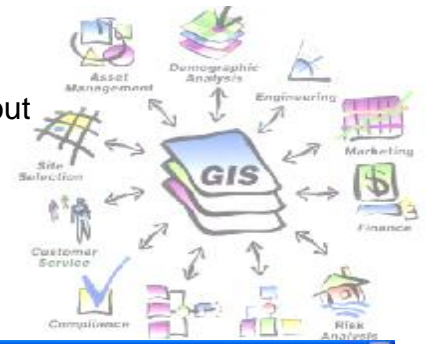 Asset
Management
Demographic
Analysis
Engineering
out
Marketing
Site
Selection
GIS
$
Finance
Customer
Service
Compliance
Risk
Analysis